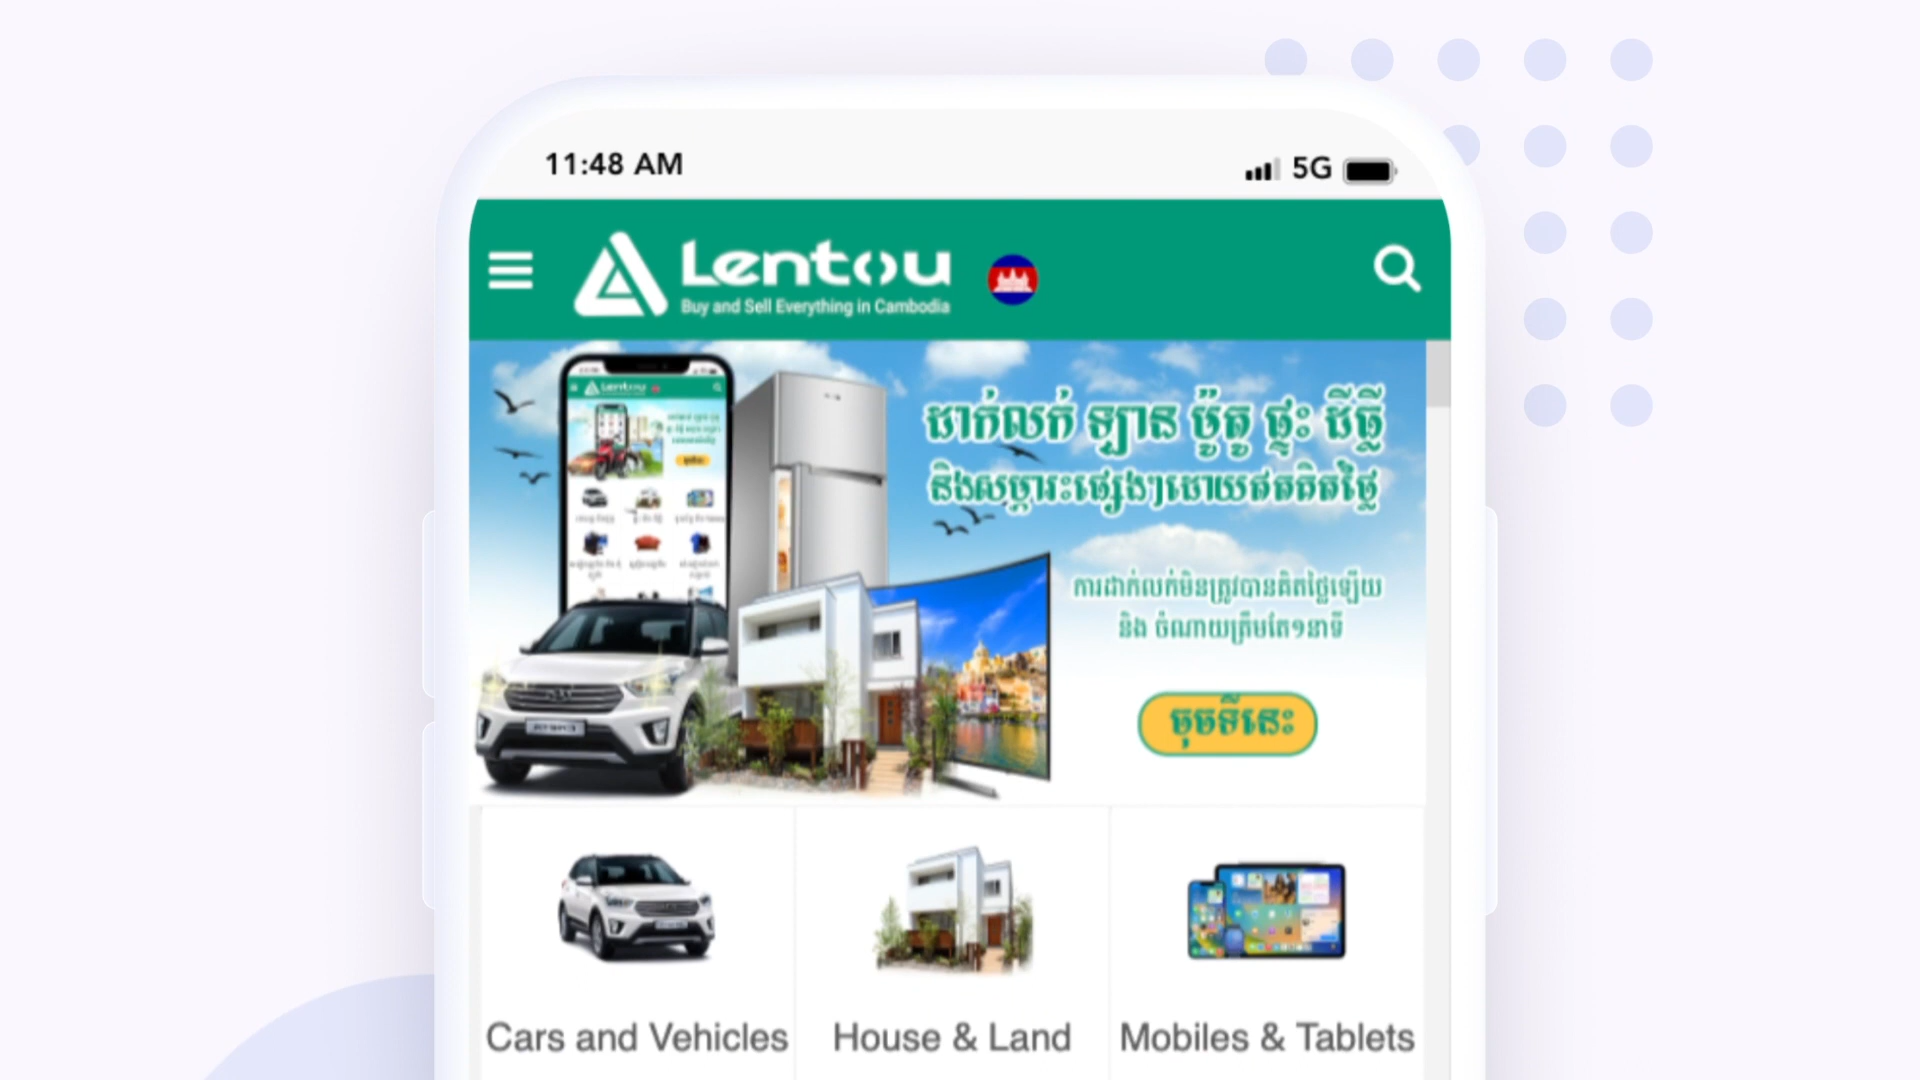 11:48 AM
5G
Lentou
Buy and Sell Everything in Cambodia
ដាក់លក់ ឡាន ម៉ូតូ ផ្ទះ ដីធ្លី
និងសម្ភារះផ្សេងៗដោយឥតគិតថ្លៃ
ការដាក់លក់មិនត្រូវបានគិតថ្លៃឡើយ
និង ចំណាយត្រឹមតែ១នាទី
ចុចទីនេះ
Cars and Vehicles
House & Land
Mobiles & Tablets